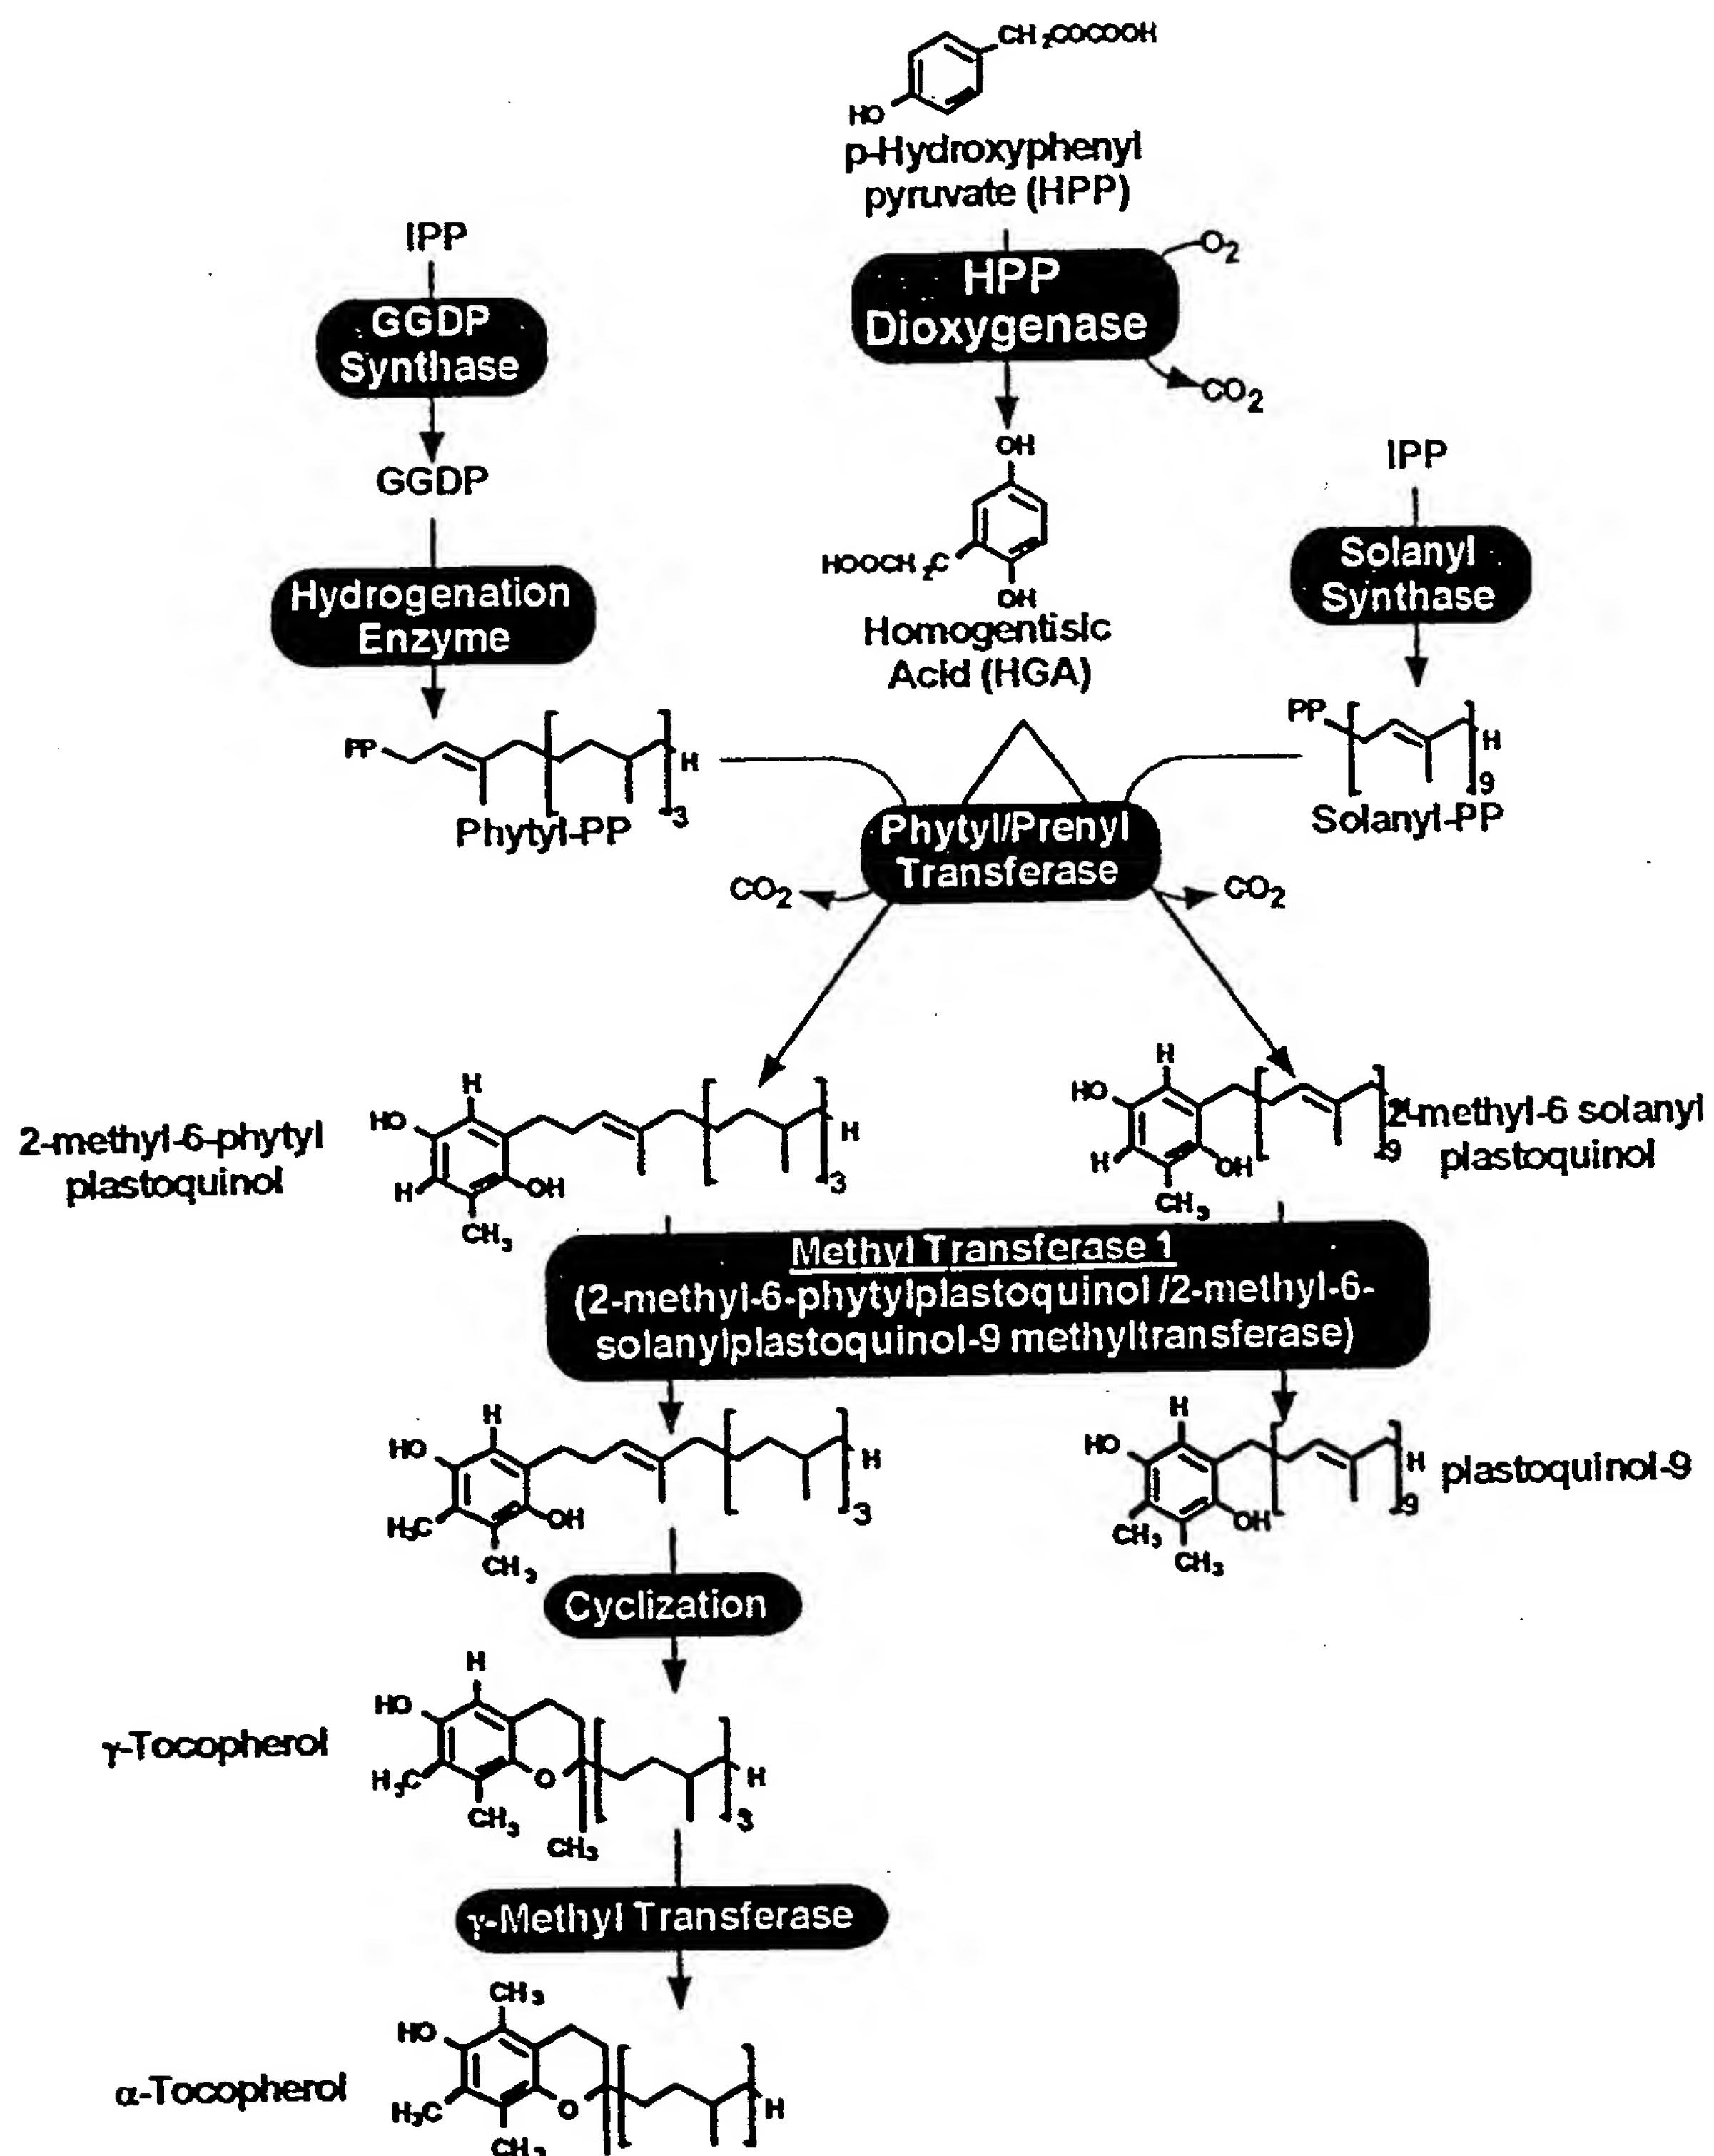 CH2COCOOH
HO
p-Hydroxyphenyl
pyruvate (HPP)
IPP
GGDP
Synthase
GGDP
Hydrogenation
Enzyme
PP
H
3
Phytyl-PP
HPP
Dioxygenase
O2
CO2
OH
HOOCH2C
OH
Homogentisic
Acid (HGA)
IPP
Solanyl
Synthase
PP
H
9
Solanyl-PP
Phytyl/Prenyl
Transferase
CO2
CO2
2-methyl-6-phytyl
plastoquinol
H
HO
H
OH
CH3
H
3
H
HO
H
OH
CH3
9
2-methyl-6 solanyl
plastoquinol
Methyl Transferase 1
(2-methyl-6-phytylplastoquinol /2-methyl-6-
solanylplastoquinol-9 methyltransferase)
H
HO
H3C
OH
CH3
H
3
H
HO
CH3
OH
CH3
H
9
plastoquinol-9
Cyclization
γ-Tocopherol
H
HO
H3C
O
CH3
CH3
H
3
γ-Methyl Transferase
α-Tocopherol
CH3
HO
H3C
O
CH3
H